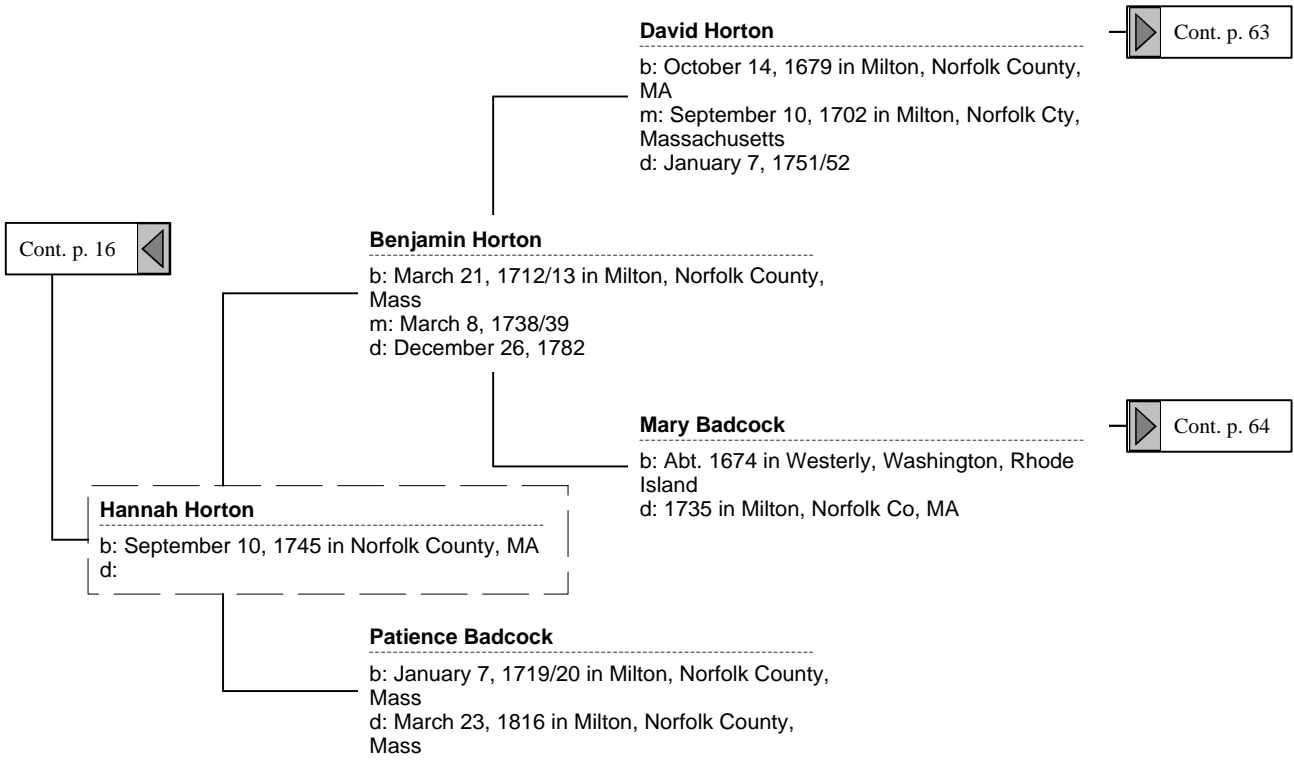 David Horton
b: October 14, 1679 in Milton, Norfolk County,
MA
m: September 10, 1702 in Milton, Norfolk Cty,
Massachusetts
d: January 7, 1751/52
Cont. p. 63
Cont. p. 16
Benjamin Horton
b: March 21, 1712/13 in Milton, Norfolk County,
Mass
m: March 8, 1738/39
d: December 26, 1782
Mary Badcock
b: Abt. 1674 in Westerly, Washington, Rhode
Island
d: 1735 in Milton, Norfolk Co, MA
Cont. p. 64
Hannah Horton
b: September 10, 1745 in Norfolk County, MA
d:
Patience Badcock
b: January 7, 1719/20 in Milton, Norfolk County,
Mass
d: March 23, 1816 in Milton, Norfolk County,
Mass